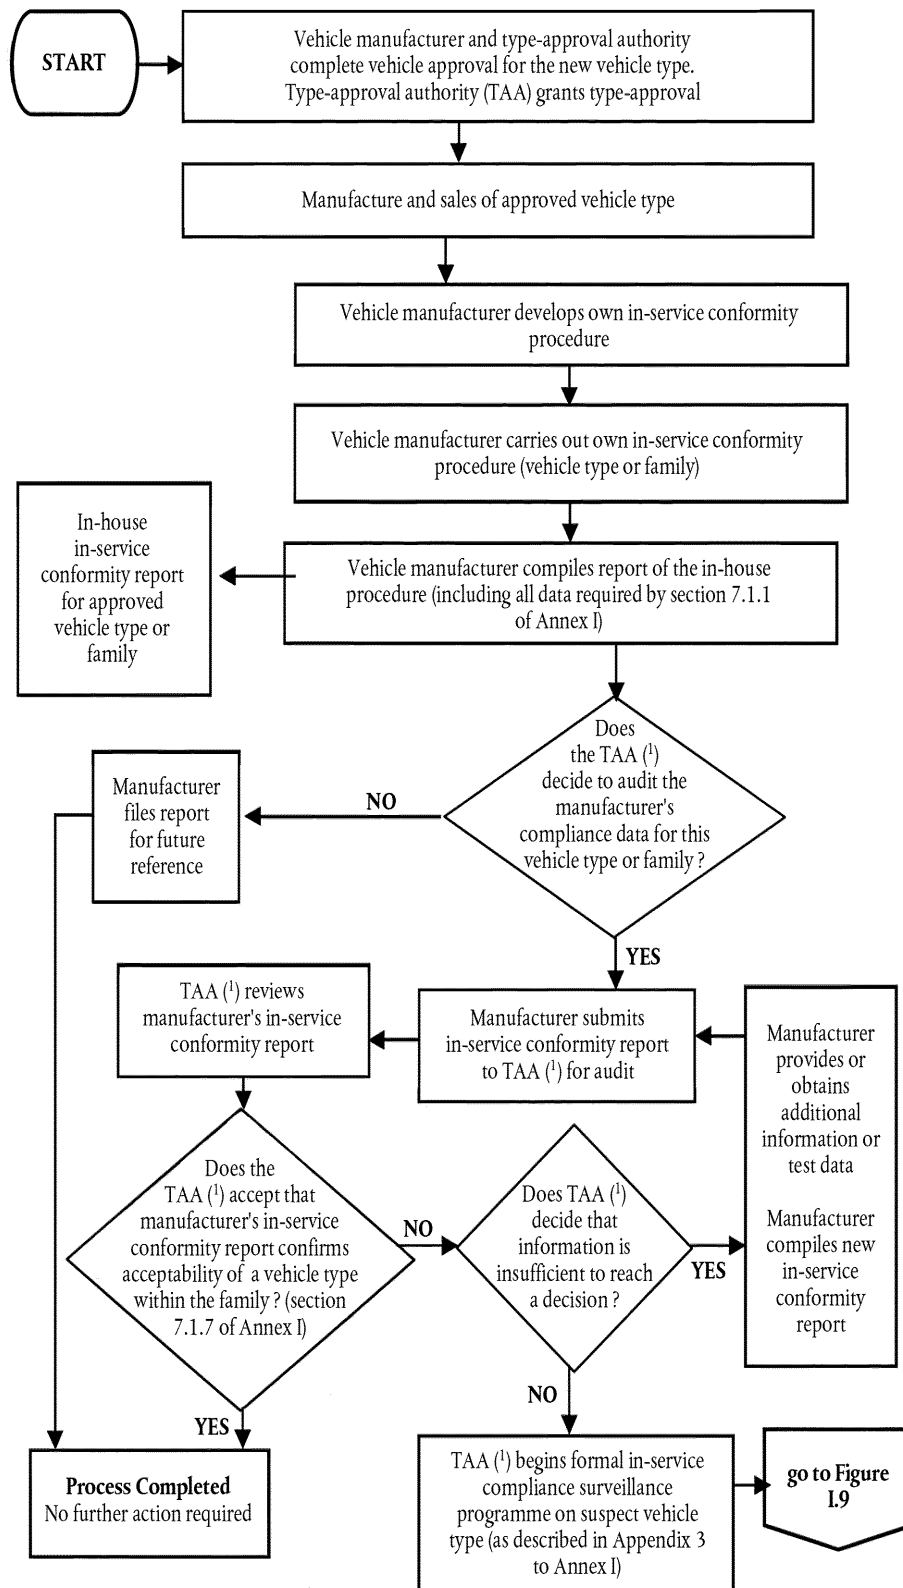 START
Vehicle manufacturer and type-approval authority
complete vehicle approval for the new vehicle type.
Type-approval authority (TAA) grants type-approval
Manufacture and sales of approved vehicle type
Vehicle manufacturer develops own in-service conformity
procedure
Vehicle manufacturer carries out own in-service conformity
procedure (vehicle type or family)
In-house
in-service
conformity report
for approved
vehicle type or
family
Vehicle manufacturer compiles report of the in-house
procedure (including all data required by section 7.1.1
of Annex I)
Does
the TAA (¹)
decide to audit the
manufacturer's
compliance data for this
vehicle type or family ?
NO
Manufacturer
files report
for future
reference
YES
TAA (¹) reviews
manufacturer's in-service
conformity report
Manufacturer submits
in-service conformity report
to TAA (¹) for audit
Manufacturer
provides or
obtains
additional
information or
test data
Manufacturer
compiles new
in-service
conformity
report
Does the
TAA (¹) accept that
manufacturer's in-service
conformity report confirms
acceptability of a vehicle type
within the family ? (section
7.1.7 of Annex I)
NO
Does TAA (¹)
decide that
information is
insufficient to reach
a decision ?
YES
NO
YES
Process Completed
No further action required
TAA (¹) begins formal in-service
compliance surveillance
programme on suspect vehicle
type (as described in Appendix 3
to Annex I)
go to Figure
I.9